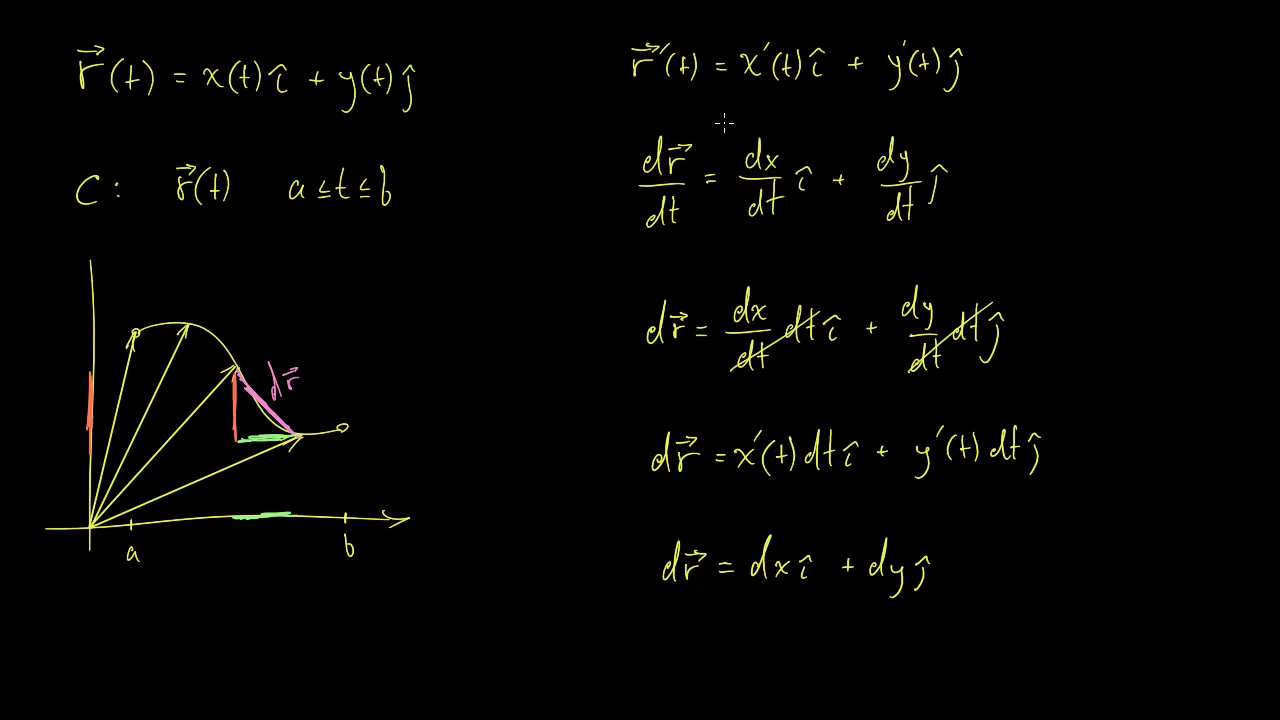 r⃗(t) = x(t)î + y(t)ĵ
C: r⃗(t) a ≤ t ≤ b
dr⃗
a b
r⃗′(t) = x′(t)î + y′(t)ĵ
dr⃗/dt = dx/dt î + dy/dt ĵ
dr⃗ = dx/dt dt î + dy/dt dt ĵ
dr⃗ = x′(t)dt î + y′(t)dt ĵ
dr⃗ = dx î + dy ĵ